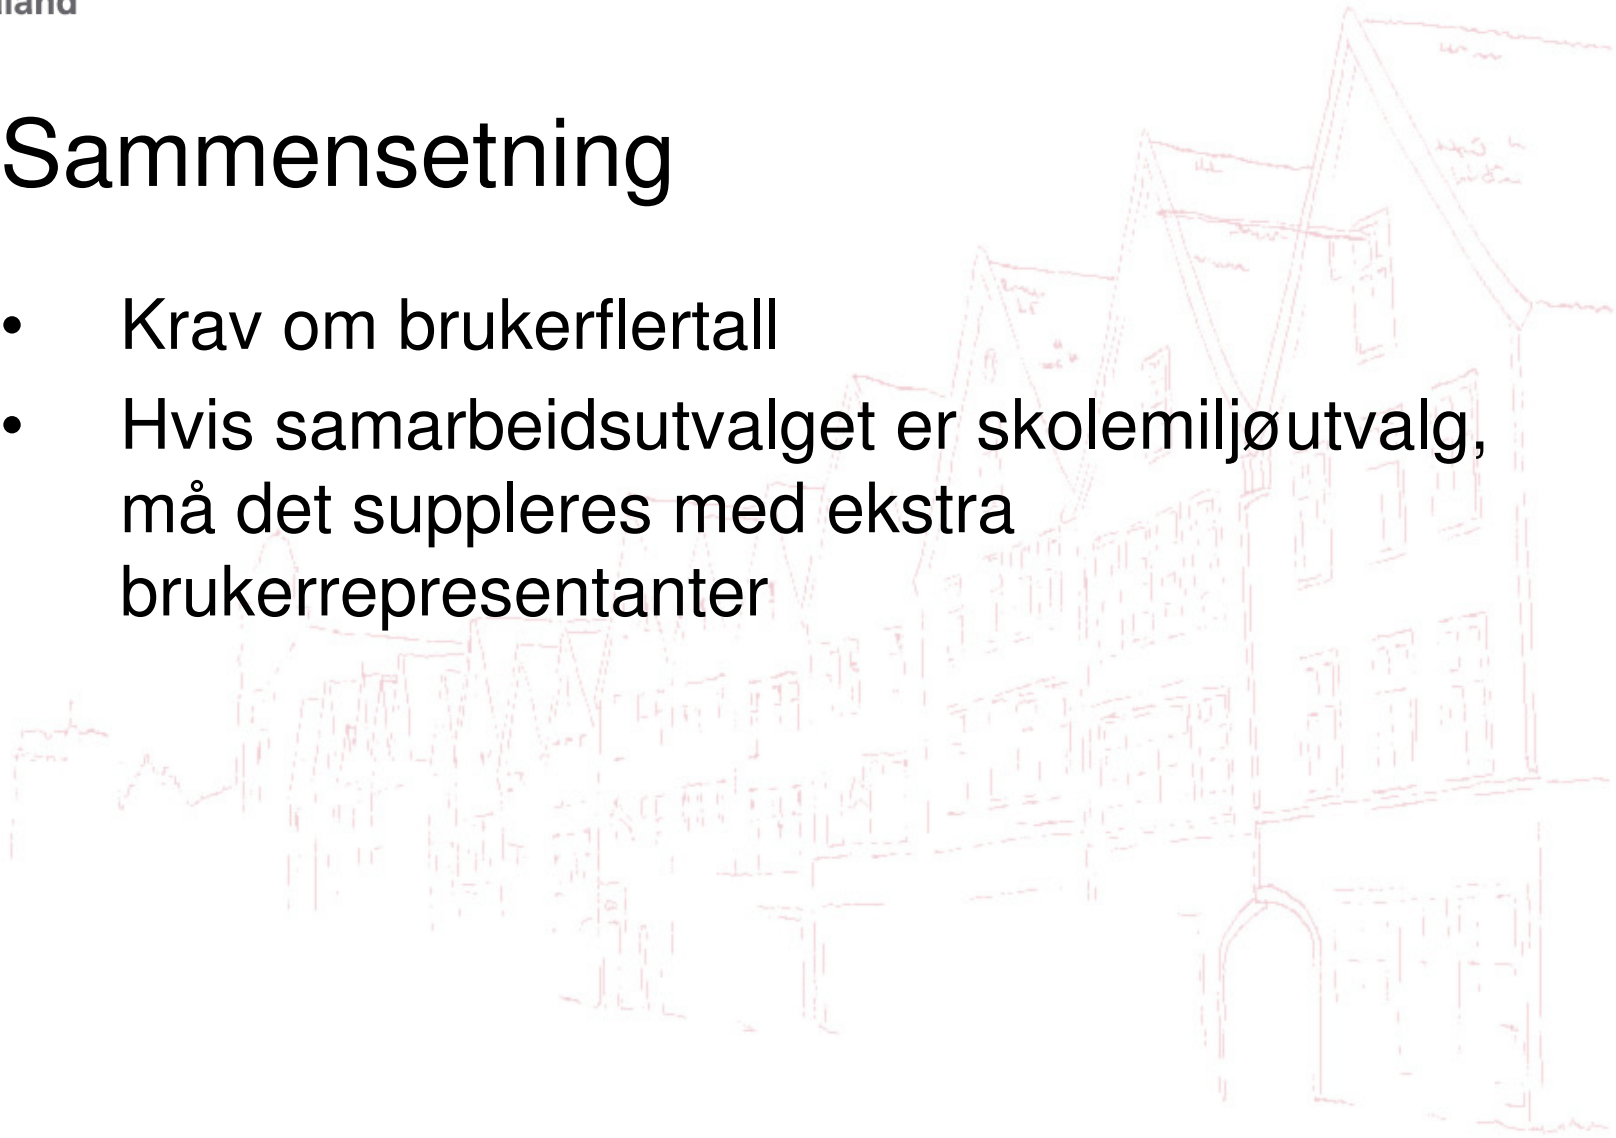 Sammensetning
• Krav om brukerflertall
• Hvis samarbeidsutvalget er skolemiljøutvalg,
må det suppleres med ekstra
brukerrepresentanter